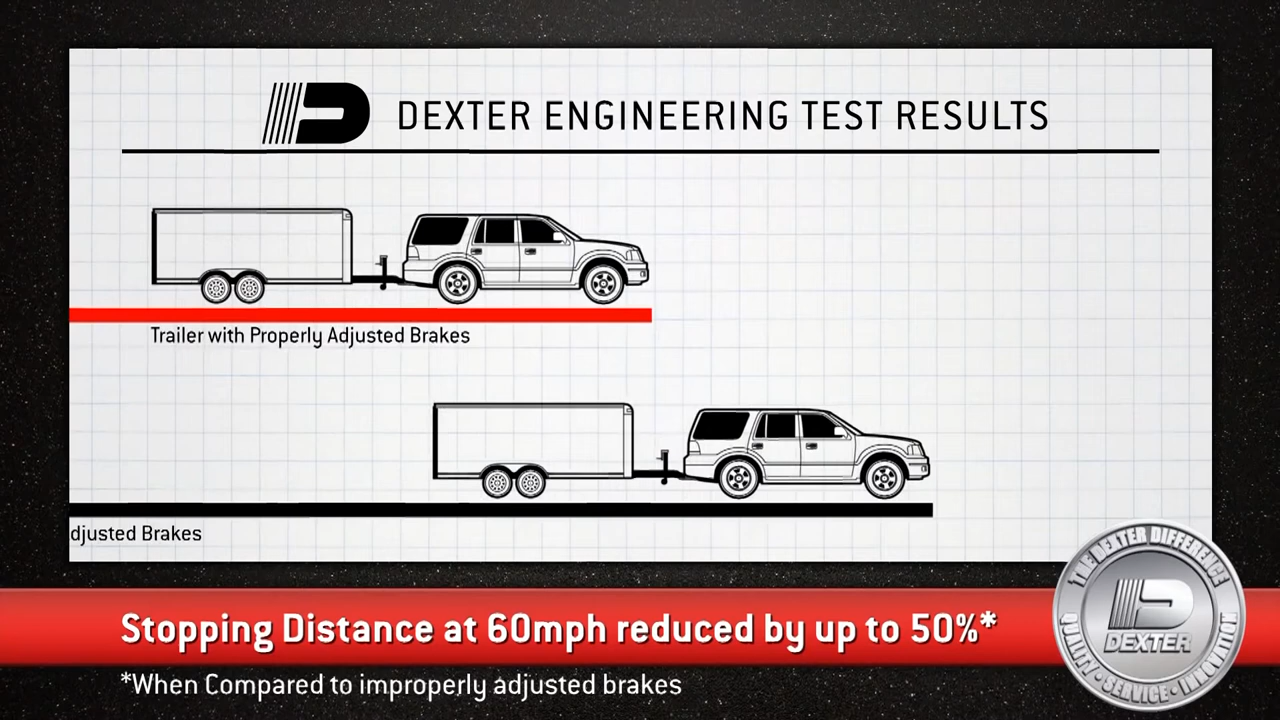 DEXTER ENGINEERING TEST RESULTS
Trailer with Properly Adjusted Brakes
djusted Brakes
Stopping Distance at 60mph reduced by up to 50%*
*When Compared to improperly adjusted brakes
THE DEXTER DIFFERENCE
DEXTER
QUALITY • SERVICE • INNOVATION